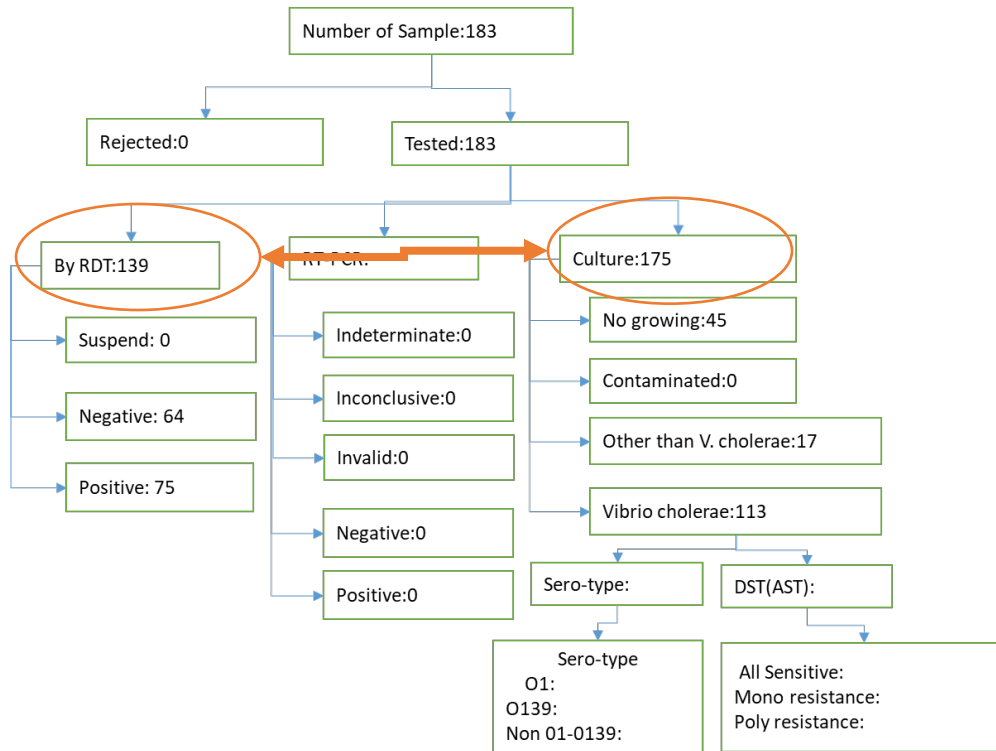 Number of Sample:183
Rejected:0
Tested:183
By RDT:139
RT-PCR:
Culture:175
Suspend: 0
Negative: 64
Positive: 75
Indeterminate:0
Inconclusive:0
Invalid:0
Negative:0
Positive:0
No growing:45
Contaminated:0
Other than V. cholerae:17
Vibrio cholerae:113
Sero-type:
DST(AST):
Sero-type
O1:
O139:
Non 01-0139:
All Sensitive:
Mono resistance:
Poly resistance: